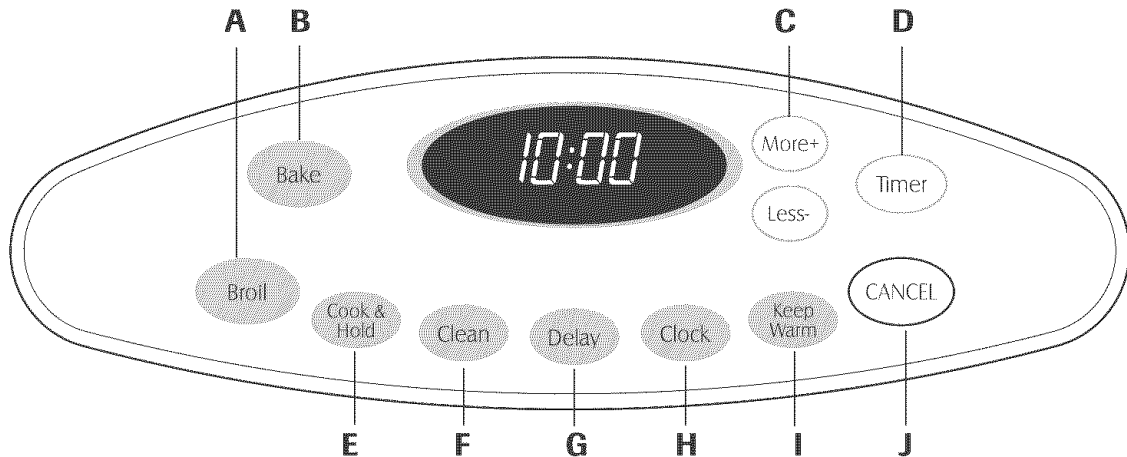 A B C D
10:00
More+
Bake
Timer
Less-
Broil
CANCEL
Cook &
Hold
Clean
Delay
Clock
Keep
Warm
E F G H I J